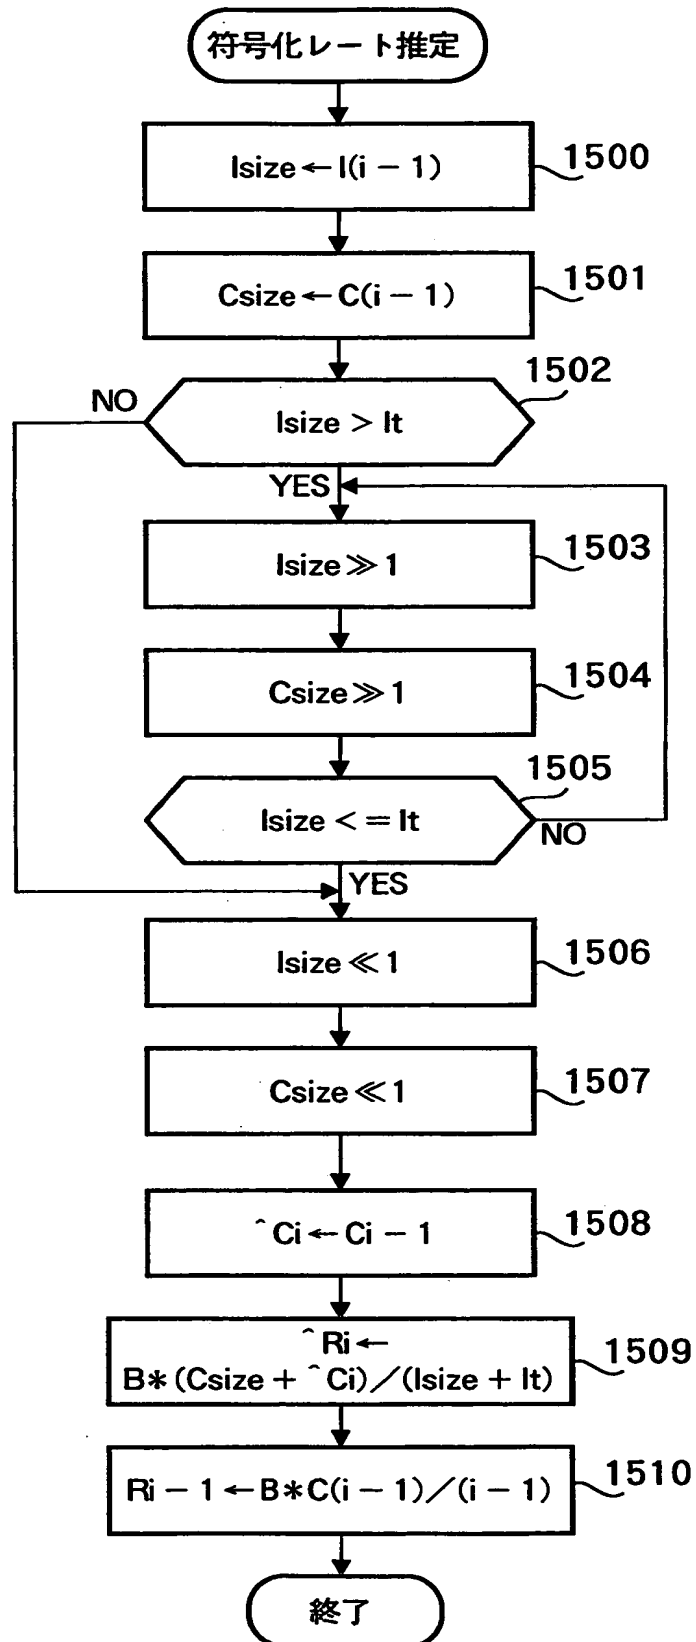 符号化レート推定
Isize←I(i−1)
1500
Csize←C(i−1)
1501
1502
NO
Isize > It
YES
Isize≫1
1503
Csize≫1
1504
1505
Isize <= It
NO
YES
Isize≪1
1506
Csize≪1
1507
^Ci←Ci−1
1508
^Ri←
B*(Csize+^Ci)/(Isize+It)
1509
Ri−1←B*C(i−1)/(i−1)
1510
終了